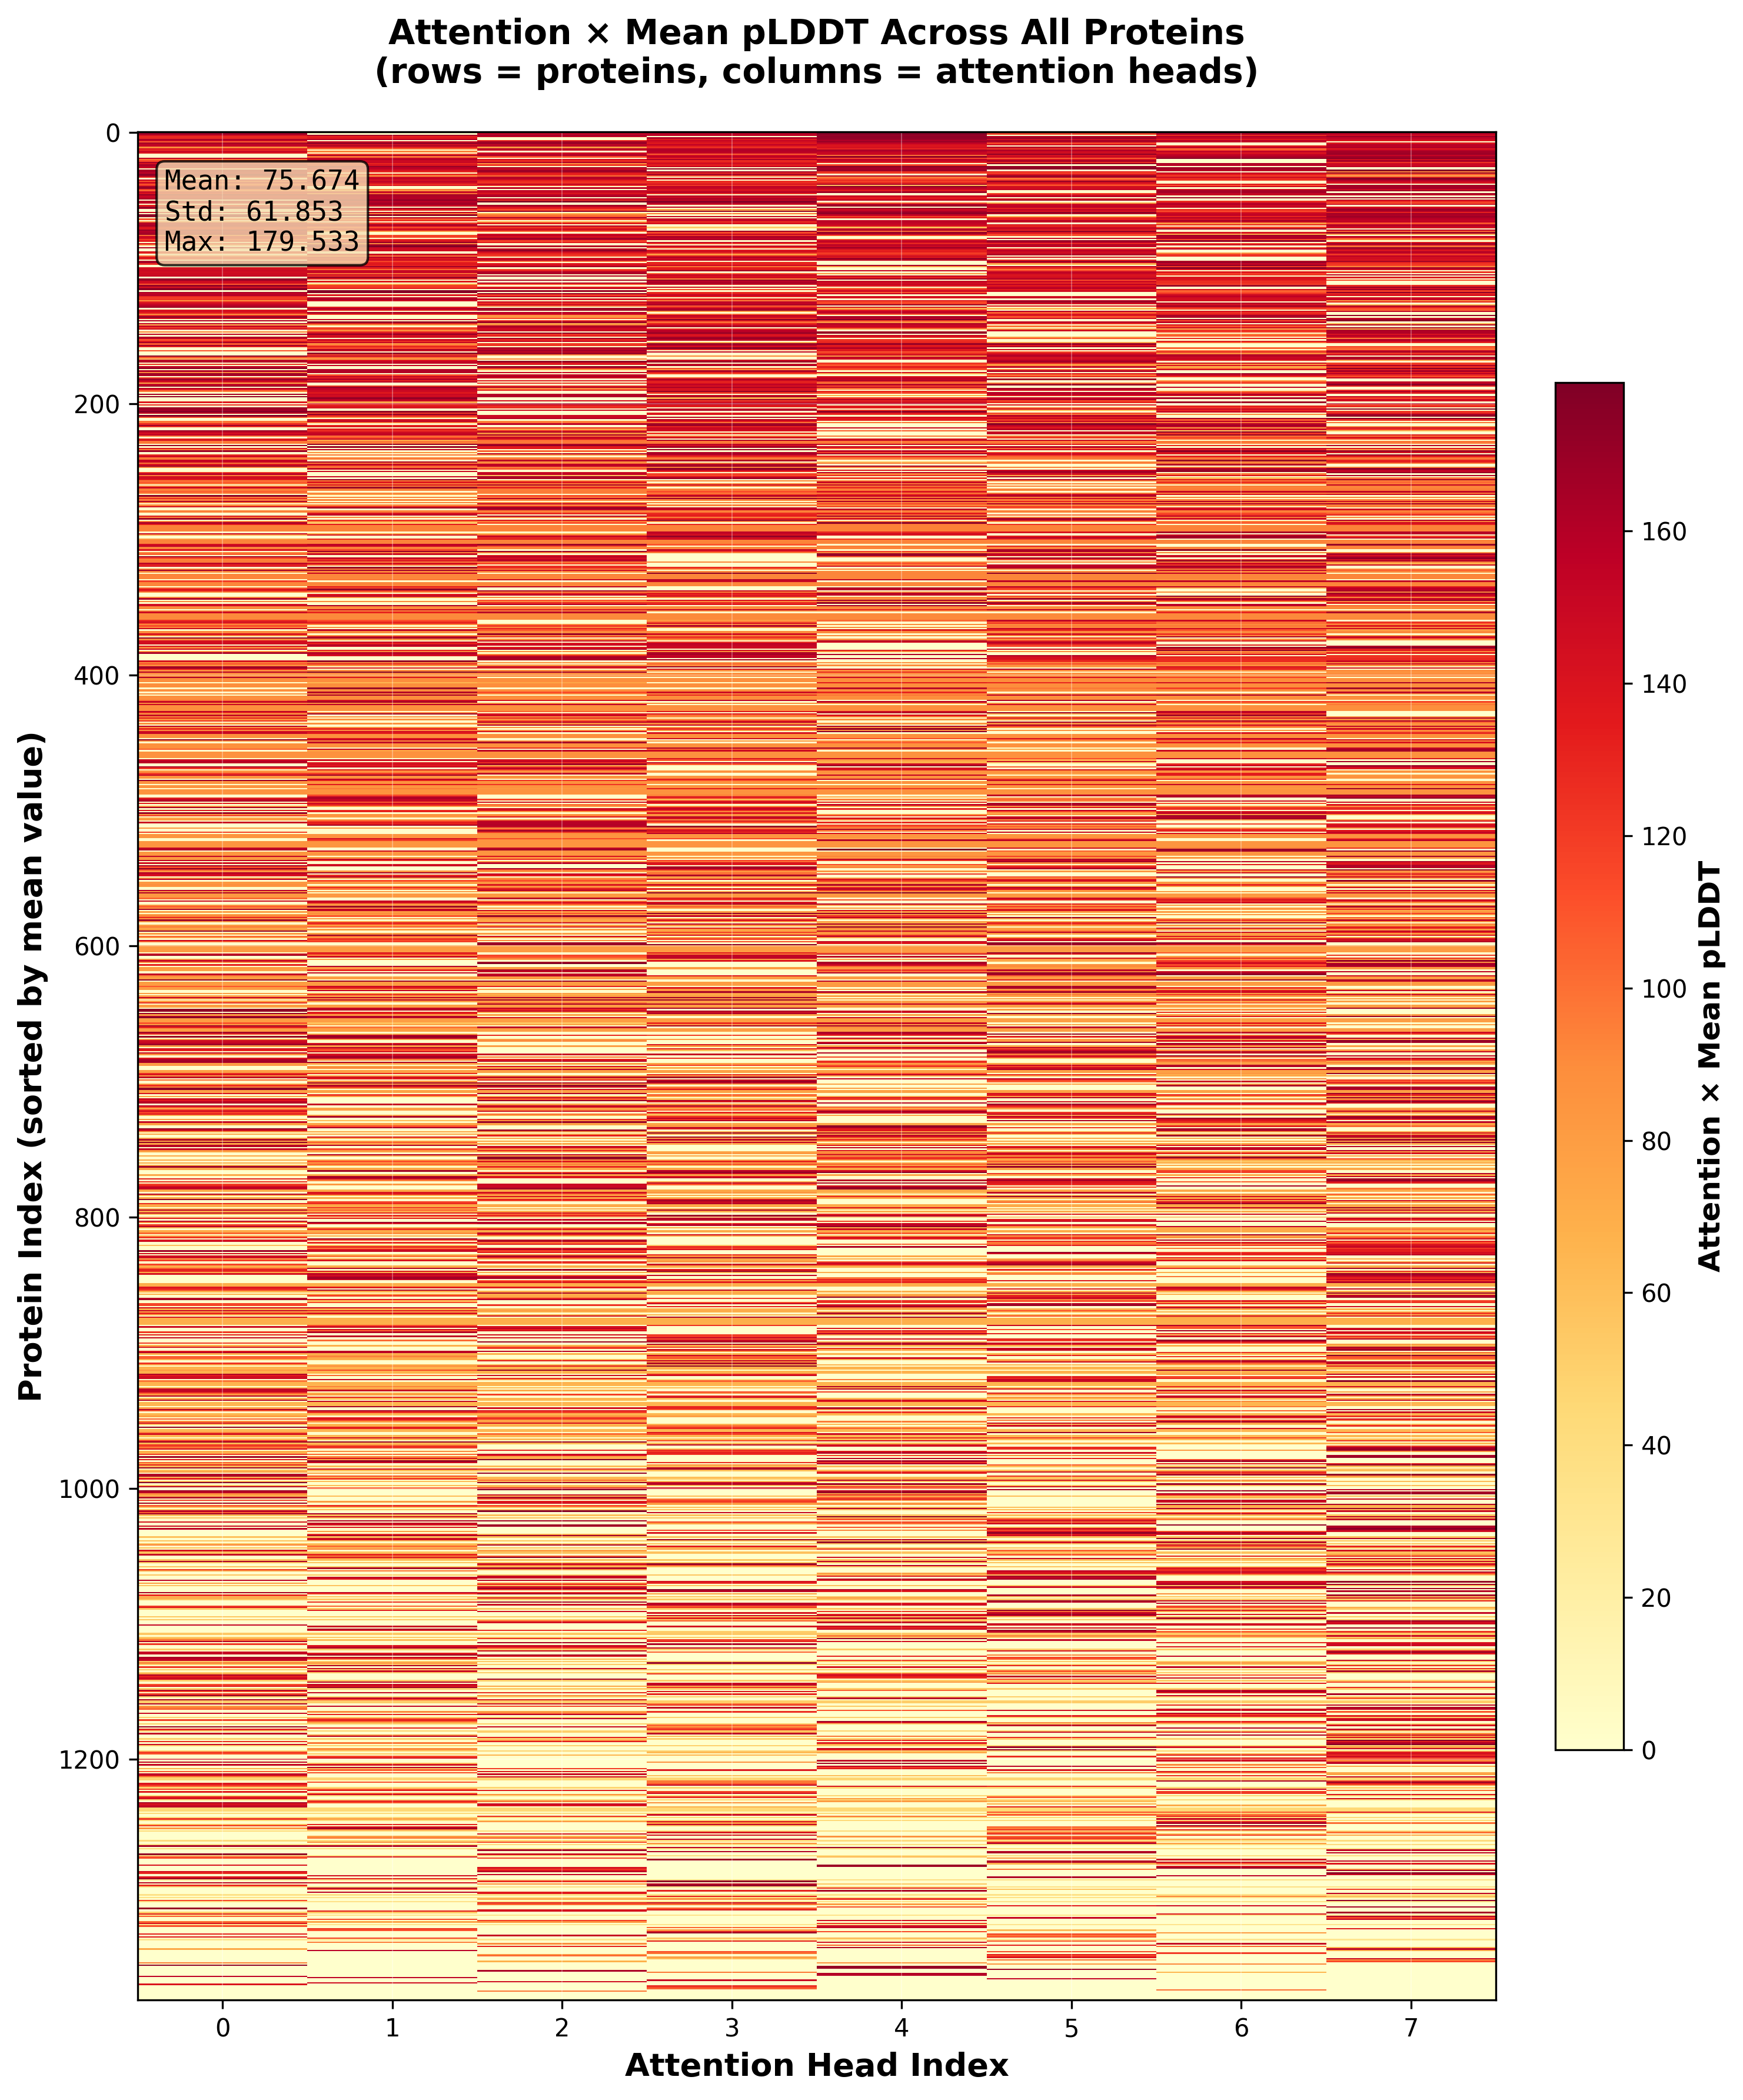 Attention × Mean pLDDT Across All Proteins
(rows = proteins, columns = attention heads)
Mean: 75.674
Std: 61.853
Max: 179.533
Protein Index (sorted by mean value)
0
200
400
600
800
1000
1200
0 1 2 3 4 5 6 7
Attention Head Index
160
140
120
100
80
60
40
20
0
Attention × Mean pLDDT